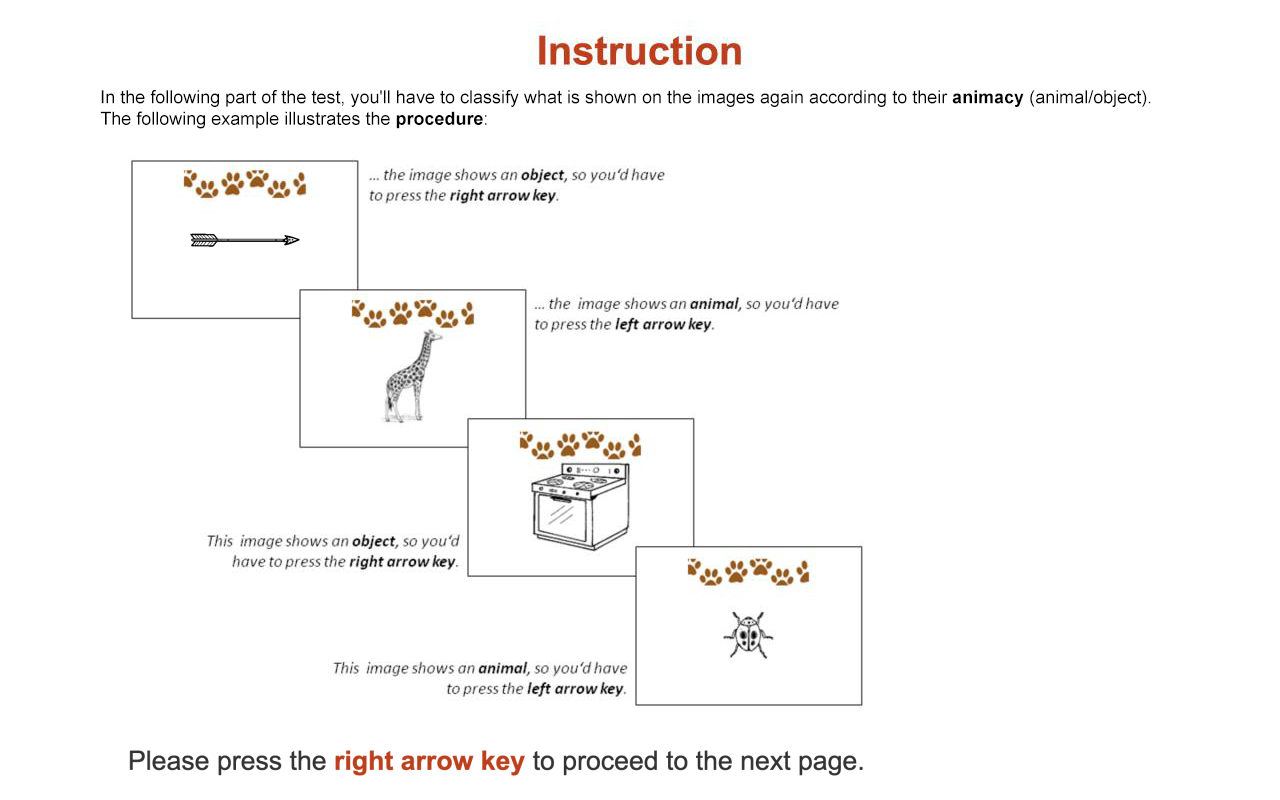 Instruction
In the following part of the test, you'll have to classify what is shown on the images again according to their animacy (animal/object).
The following example illustrates the procedure:
... the image shows an object, so you'd have
to press the right arrow key.
... the image shows an animal, so you'd have
to press the left arrow key.
This image shows an object, so you'd
have to press the right arrow key.
This image shows an animal, so you'd have
to press the left arrow key.
Please press the right arrow key to proceed to the next page.